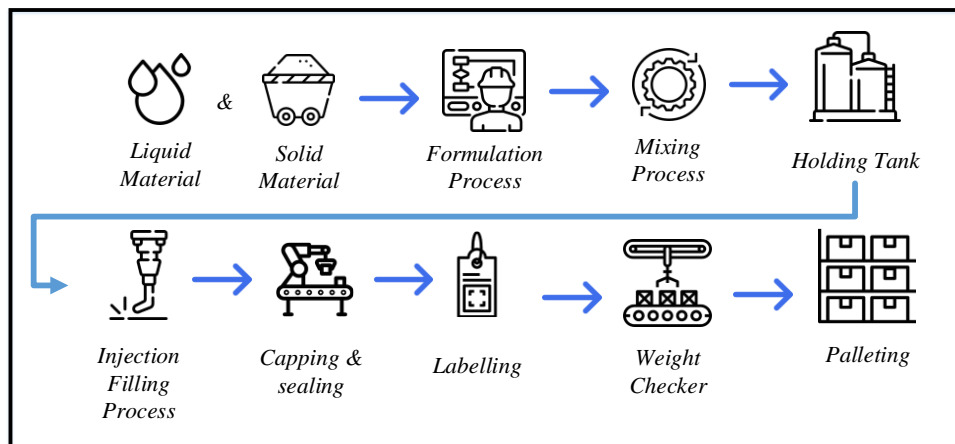 &
Liquid
Material
Solid
Material
Formulation
Process
Mixing
Process
Holding Tank
Injection
Filling
Process
Capping &
sealing
Labelling
Weight
Checker
Palleting